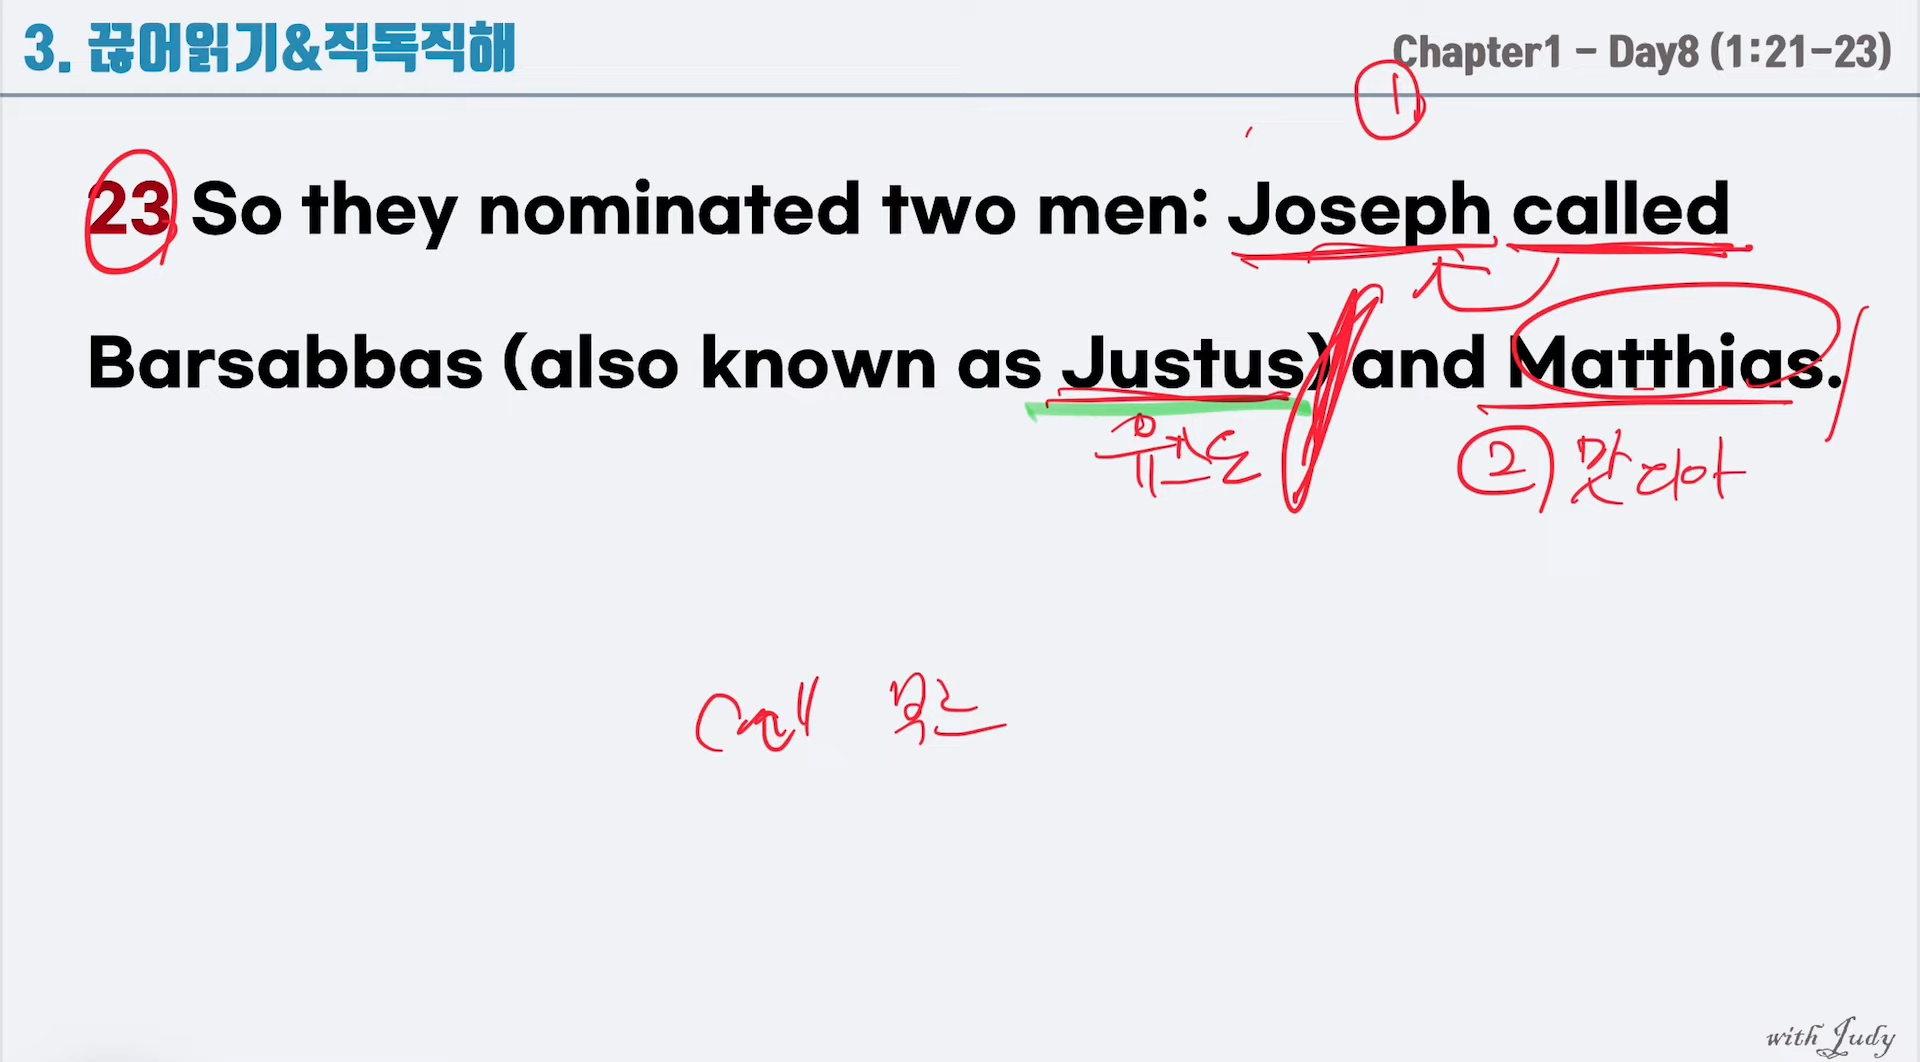 3. 끊어읽기&직독직해
Chapter1 - Day8 (1:21-23)
1
23 So they nominated two men: Joseph called
Barsabbas (also known as Justus) and Matthias.
유스도
2 맛디아
call 부른
with Judy